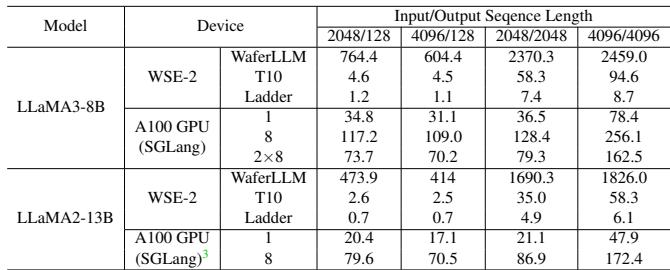 Model Device Input/Output Seqence Length
2048/128 4096/128 2048/2048 4096/4096
LLaMA3-8B WSE-2 WaferLLM 764.4 604.4 2370.3 2459.0
T10 4.6 4.5 58.3 94.6
Ladder 1.2 1.1 7.4 8.7
A100 GPU (SGLang) 1 34.8 31.1 36.5 78.4
8 117.2 109.0 128.4 256.1
2×8 73.7 70.2 79.3 162.5
LLaMA2-13B WSE-2 WaferLLM 473.9 414 1690.3 1826.0
T10 2.6 2.5 35.0 58.3
Ladder 0.7 0.7 4.9 6.1
A100 GPU 1 20.4 17.1 21.1 47.9
(SGLang)3 8 79.6 70.5 86.9 172.4